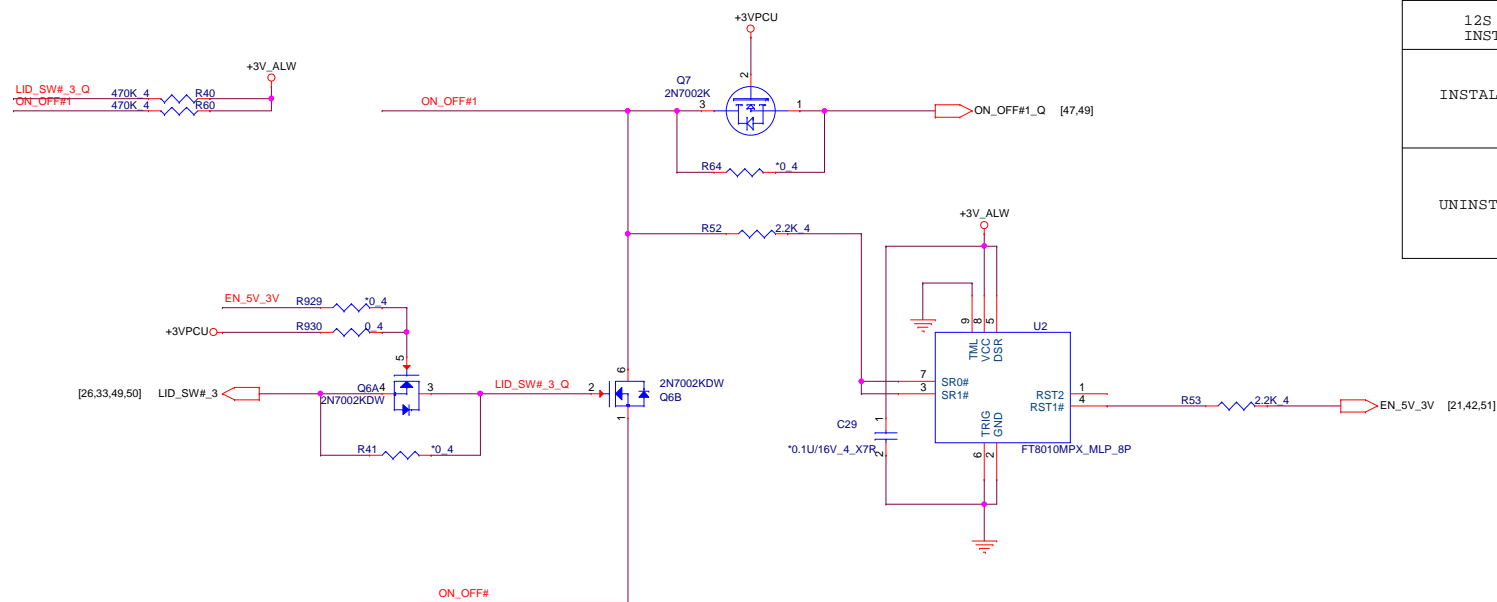 +3VPCU
12S
INST
+3V_ALW
LID_SW#_3_Q 470K_4 R40
ON_OFF#1 470K_4 R60
Q7
2N7002K
2
ON_OFF#1 3 1 ON_OFF#1_Q [47,49]
INSTAL
R64 *0_4
UNINST
+3V_ALW
R52 2.2K_4
EN_5V_3V R929 *0_4
+3VPCU R930 0_4
9 8 5 U2
TML VCC DSR
5
6
[26,33,49,50] LID_SW#_3 Q6A 4 3 LID_SW#_3_Q 2
2N7002KDW
2N7002KDW
Q6B
1
7 SR0#
3 SR1#
RST2 1
RST1# 4 R53 2.2K_4 EN_5V_3V [21,42,51]
TRIG GND
6 2
C29 1
*0.1U/16V_4_X7R 2
FT8010MPX_MLP_8P
R41 *0_4
ON_OFF#